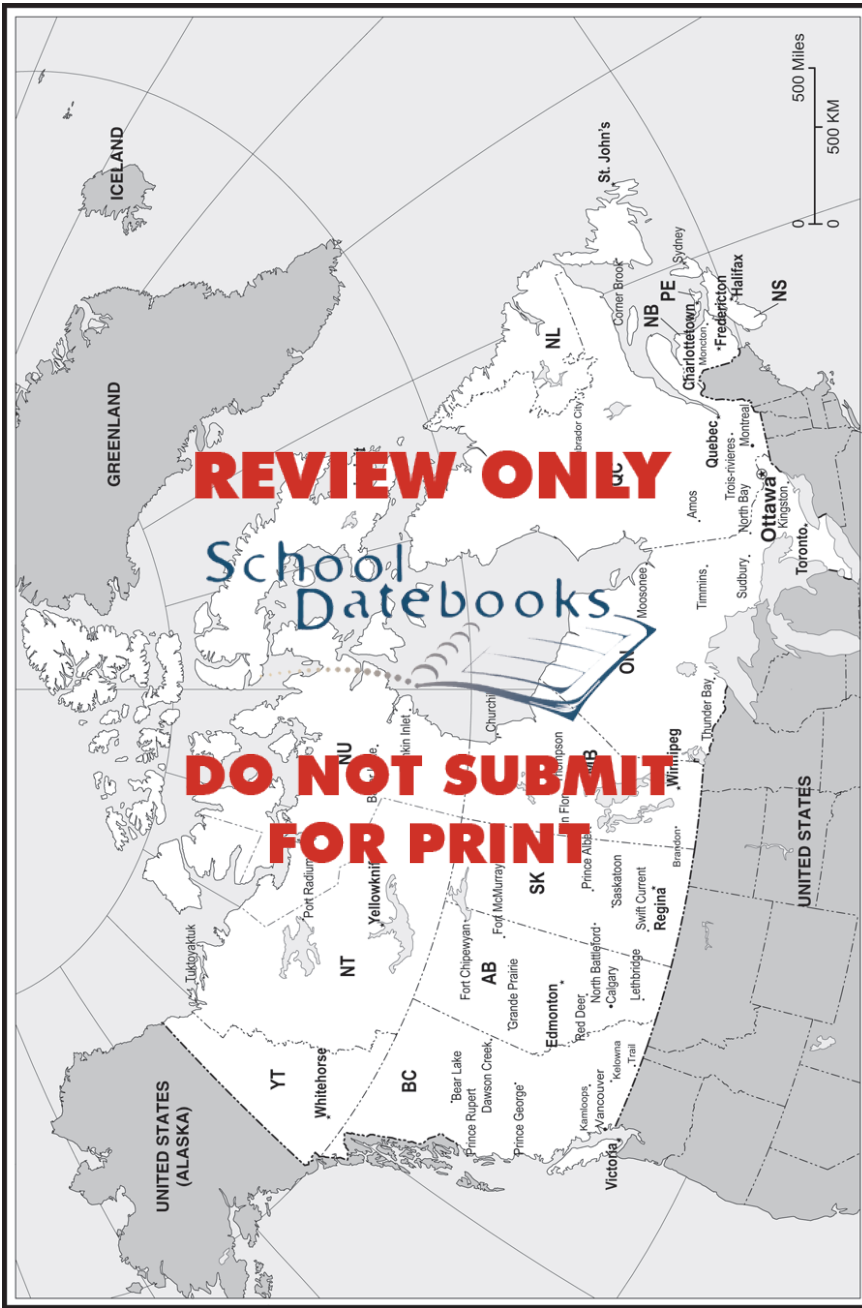 REVIEW ONLY
School
Datebooks
DO NOT SUBMIT
FOR PRINT
ICELAND
GREENLAND
UNITED STATES
(ALASKA)
UNITED STATES
YT
Whitehorse
NT
Tuktoyaktuk
Port Radium
Yellowknife
NU
BC
Bear Lake
Prince Rupert
Dawson Creek
Prince George
Kamloops
Vancouver
Victoria
Kelowna
Trail
AB
Fort Chipewyan
Fort McMurray
Grande Prairie
Edmonton
Red Deer
North Battleford
Calgary
Lethbridge
SK
Prince Albert
Saskatoon
Swift Current
Regina
MB
Brandon
Winnipeg
ON
Moosonee
Thunder Bay
Timmins
Sudbury
North Bay
Ottawa
Kingston
Toronto
QC
Amos
Trois-rivieres
Montreal
Quebec
NL
Corner Brook
St. John's
NB
PE
Charlottetown
Moncton
Fredericton
Sydney
Halifax
NS
0
500 Miles
0
500 KM